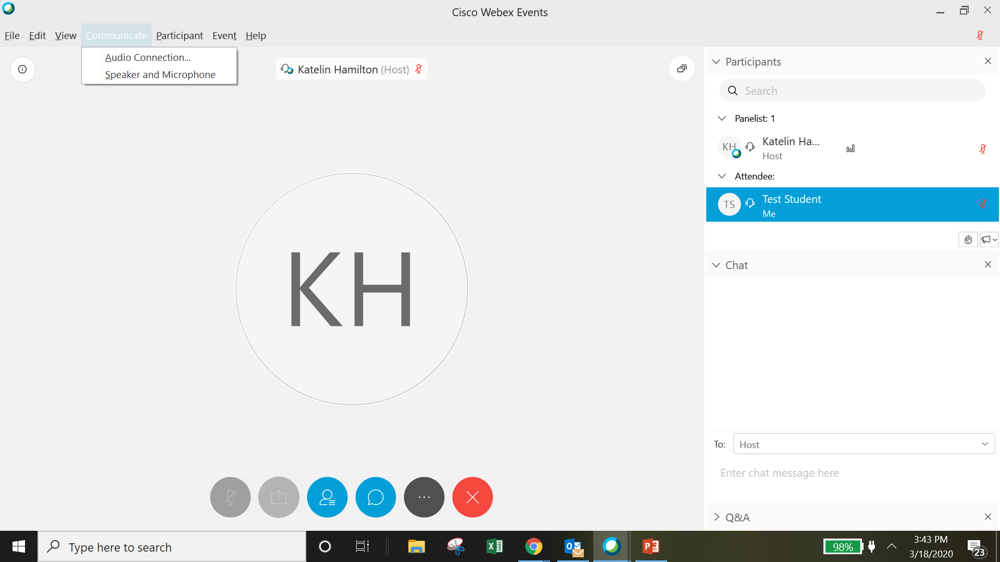 Cisco Webex Events
File Edit View Communicate Participant Event Help
Audio Connection...
Speaker and Microphone
Katelin Hamilton (Host)
KH
Participants
Search
Panelist: 1
KH Katelin Ha...
Host
Attendee:
TS Test Student
Me
Chat
To: Host
Enter chat message here
Q&A
Type here to search
98%
3:43 PM
3/18/2020
23